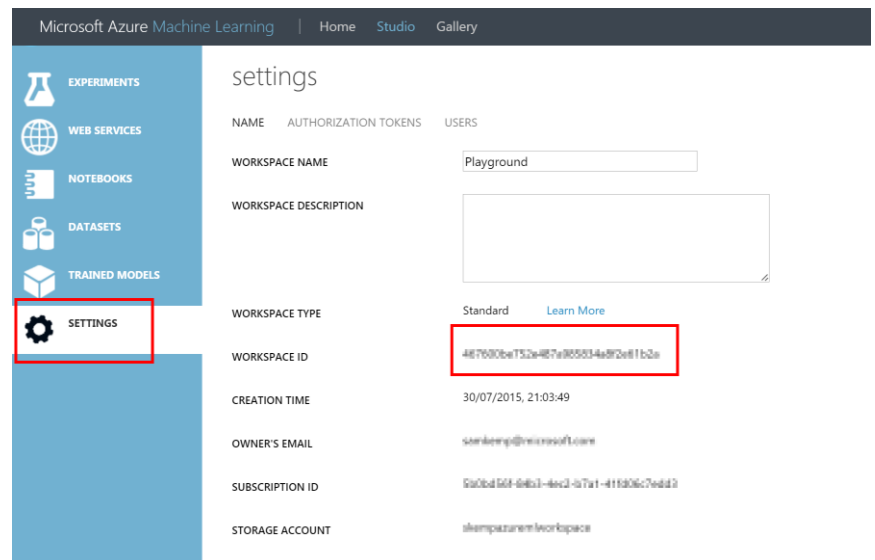 Microsoft Azure Machine Learning | Home Studio Gallery
EXPERIMENTS
WEB SERVICES
NOTEBOOKS
DATASETS
TRAINED MODELS
SETTINGS
settings
NAME AUTHORIZATION TOKENS USERS
WORKSPACE NAME Playground
WORKSPACE DESCRIPTION
WORKSPACE TYPE Standard Learn More
WORKSPACE ID
CREATION TIME 30/07/2015, 21:03:49
OWNER'S EMAIL
SUBSCRIPTION ID
STORAGE ACCOUNT